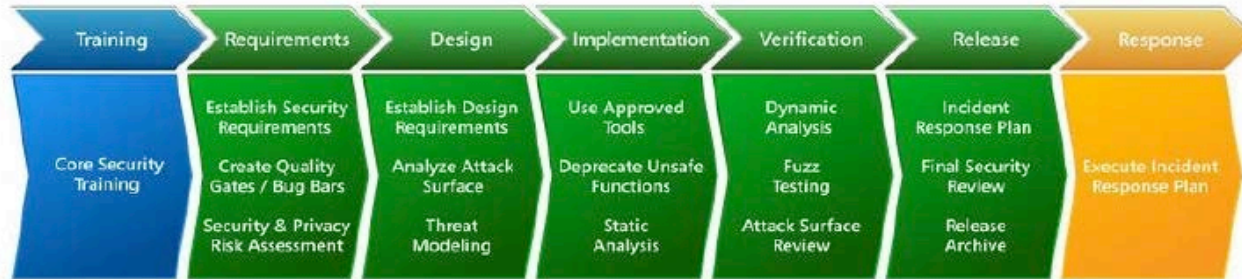 Training
Requirements
Design
Implementation
Verification
Release
Response
Core Security
Training
Establish Security
Requirements
Create Quality
Gates / Bug Bars
Security & Privacy
Risk Assessment
Establish Design
Requirements
Analyze Attack
Surface
Threat
Modeling
Use Approved
Tools
Deprecate Unsafe
Functions
Static
Analysis
Dynamic
Analysis
Fuzz
Testing
Attack Surface
Review
Incident
Response Plan
Final Security
Review
Release
Archive
Execute Incident
Response Plan